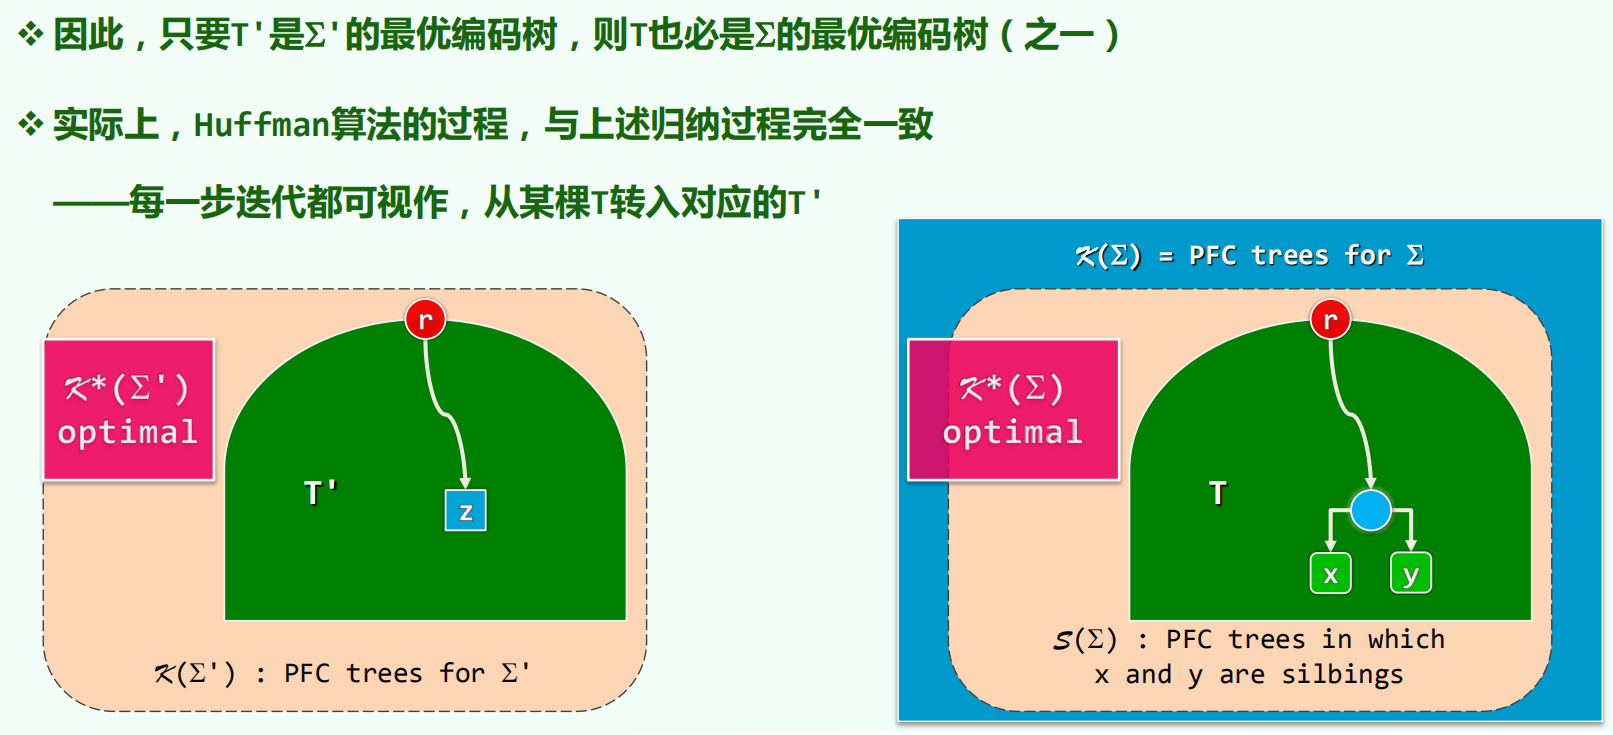 ❖ 因此，只要T'是Σ'的最优编码树，则T也必是Σ的最优编码树（之一）
❖ 实际上，Huffman算法的过程，与上述归纳过程完全一致
——每一步迭代都可视作，从某棵T转入对应的T'
r
𝒦*(Σ')
optimal
T'
z
𝒦(Σ') : PFC trees for Σ'
𝒦(Σ) = PFC trees for Σ
r
𝒦*(Σ)
optimal
T
x
y
𝒮(Σ) : PFC trees in which
x and y are silbings